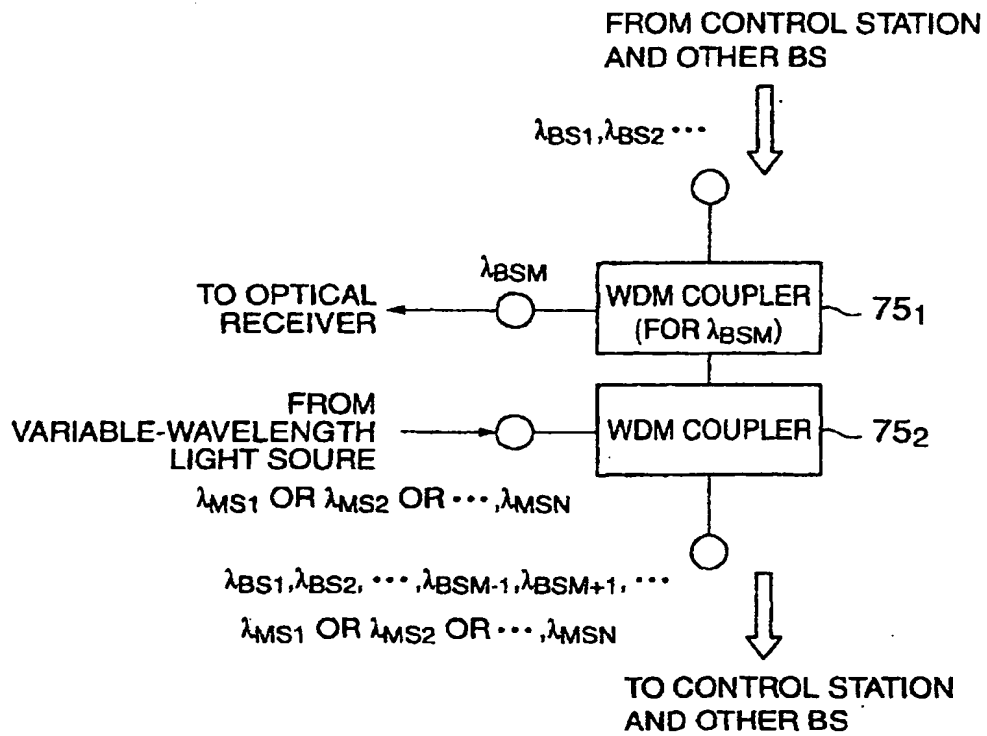 FROM CONTROL STATION
AND OTHER BS
λBS1,λBS2 ···
λBSM
TO OPTICAL
RECEIVER
WDM COUPLER
(FOR λBSM)
751
FROM
VARIABLE-WAVELENGTH
LIGHT SOURE
WDM COUPLER
752
λMS1 OR λMS2 OR ···,λMSN
λBS1,λBS2, ···,λBSM-1,λBSM+1, ···
λMS1 OR λMS2 OR ···,λMSN
TO CONTROL STATION
AND OTHER BS